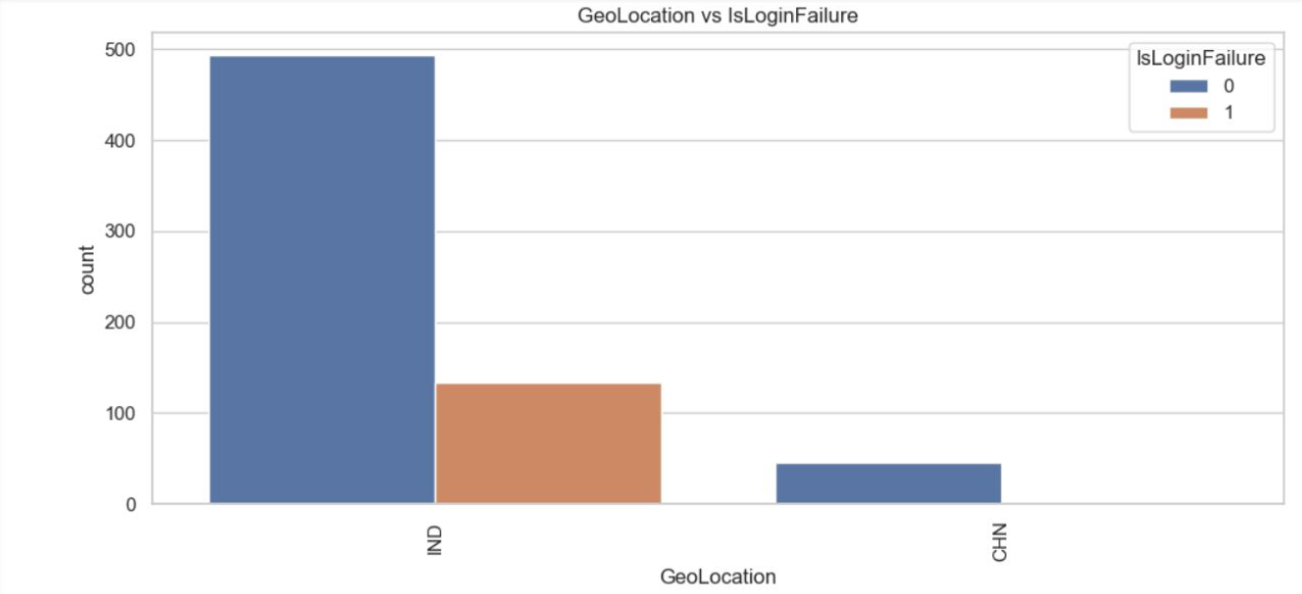 GeoLocation vs IsLoginFailure
IsLoginFailure
0
1
500
400
300
200
100
0
count
IND
CHN
GeoLocation